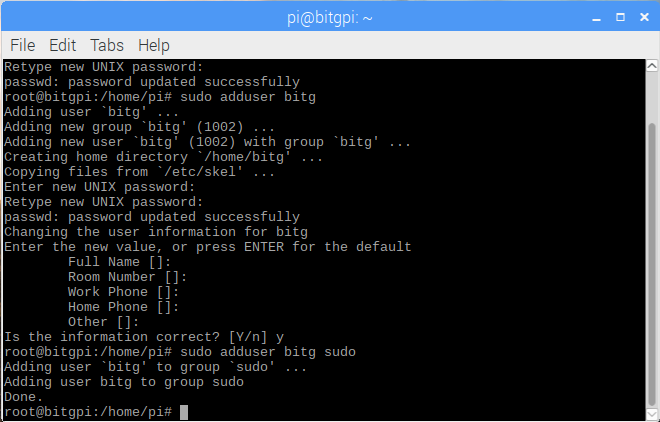 pi@bitgpi: ~
File Edit Tabs Help
Retype new UNIX password:
passwd: password updated successfully
root@bitgpi:/home/pi# sudo adduser bitg
Adding user `bitg' ...
Adding new group `bitg' (1002) ...
Adding new user `bitg' (1002) with group `bitg' ...
Creating home directory `/home/bitg' ...
Copying files from `/etc/skel' ...
Enter new UNIX password:
Retype new UNIX password:
passwd: password updated successfully
Changing the user information for bitg
Enter the new value, or press ENTER for the default
        Full Name []:
        Room Number []:
        Work Phone []:
        Home Phone []:
        Other []:
Is the information correct? [Y/n] y
root@bitgpi:/home/pi# sudo adduser bitg sudo
Adding user `bitg' to group `sudo' ...
Adding user bitg to group sudo
Done.
root@bitgpi:/home/pi#